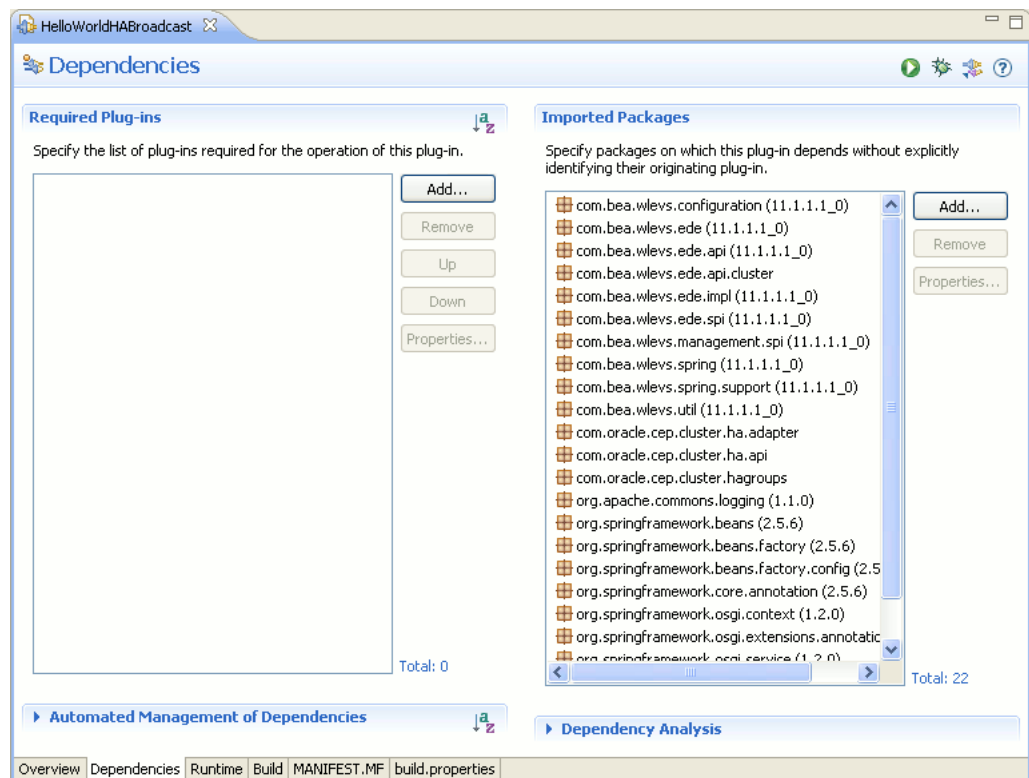 HelloWorldHABroadcast
Dependencies
Required Plug-ins
Specify the list of plug-ins required for the operation of this plug-in.
Add...
Remove
Up
Down
Properties...
Total: 0
Automated Management of Dependencies
Imported Packages
Specify packages on which this plug-in depends without explicitly
identifying their originating plug-in.
com.bea.wlevs.configuration (11.1.1.1_0)
com.bea.wlevs.ede (11.1.1.1_0)
com.bea.wlevs.ede.api (11.1.1.1_0)
com.bea.wlevs.ede.api.cluster
com.bea.wlevs.ede.impl (11.1.1.1_0)
com.bea.wlevs.ede.spi (11.1.1.1_0)
com.bea.wlevs.management.spi (11.1.1.1_0)
com.bea.wlevs.spring (11.1.1.1_0)
com.bea.wlevs.spring.support (11.1.1.1_0)
com.bea.wlevs.util (11.1.1.1_0)
com.oracle.cep.cluster.ha.adapter
com.oracle.cep.cluster.ha.api
com.oracle.cep.cluster.hagroups
org.apache.commons.logging (1.1.0)
org.springframework.beans (2.5.6)
org.springframework.beans.factory (2.5.6)
org.springframework.beans.factory.config (2.5
org.springframework.core.annotation (2.5.6)
org.springframework.osgi.context (1.2.0)
org.springframework.osgi.extensions.annotatic
org.springframework.osgi.service (1.2.0)
Add...
Remove
Properties...
Total: 22
Dependency Analysis
Overview Dependencies Runtime Build MANIFEST.MF build.properties